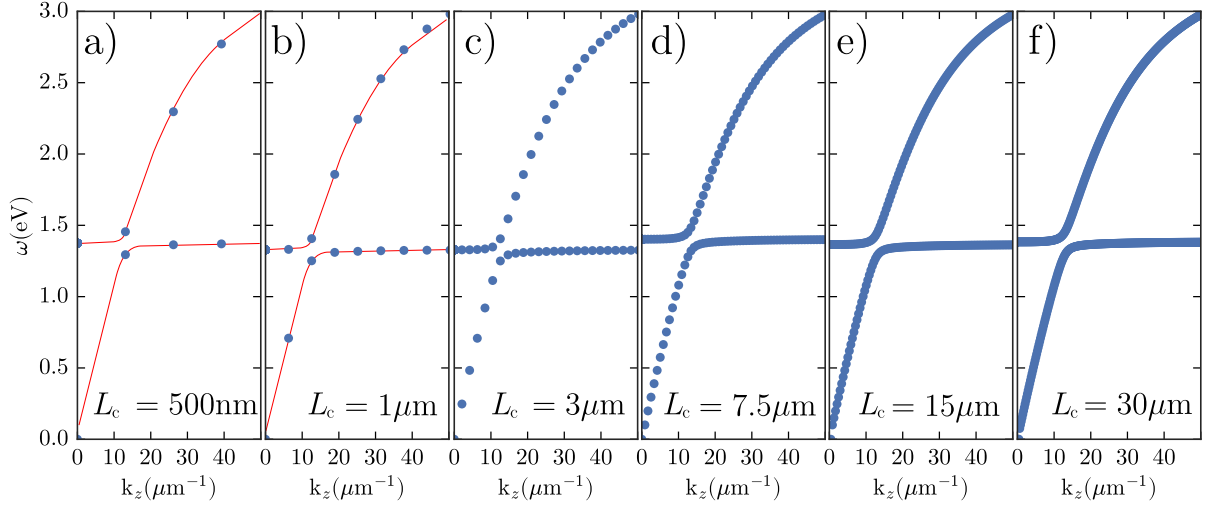 3.0
2.5
2.0
1.5
1.0
0.5
0.0
ω(eV)
a) b) c) d) e) f)
L_c = 500nm
L_c = 1μm
L_c = 3μm
L_c = 7.5μm
L_c = 15μm
L_c = 30μm
0 10 20 30 40 0 10 20 30 40 0 10 20 30 40 0 10 20 30 40 0 10 20 30 40 0 10 20 30 40
k_z(μm⁻¹) k_z(μm⁻¹) k_z(μm⁻¹) k_z(μm⁻¹) k_z(μm⁻¹) k_z(μm⁻¹)